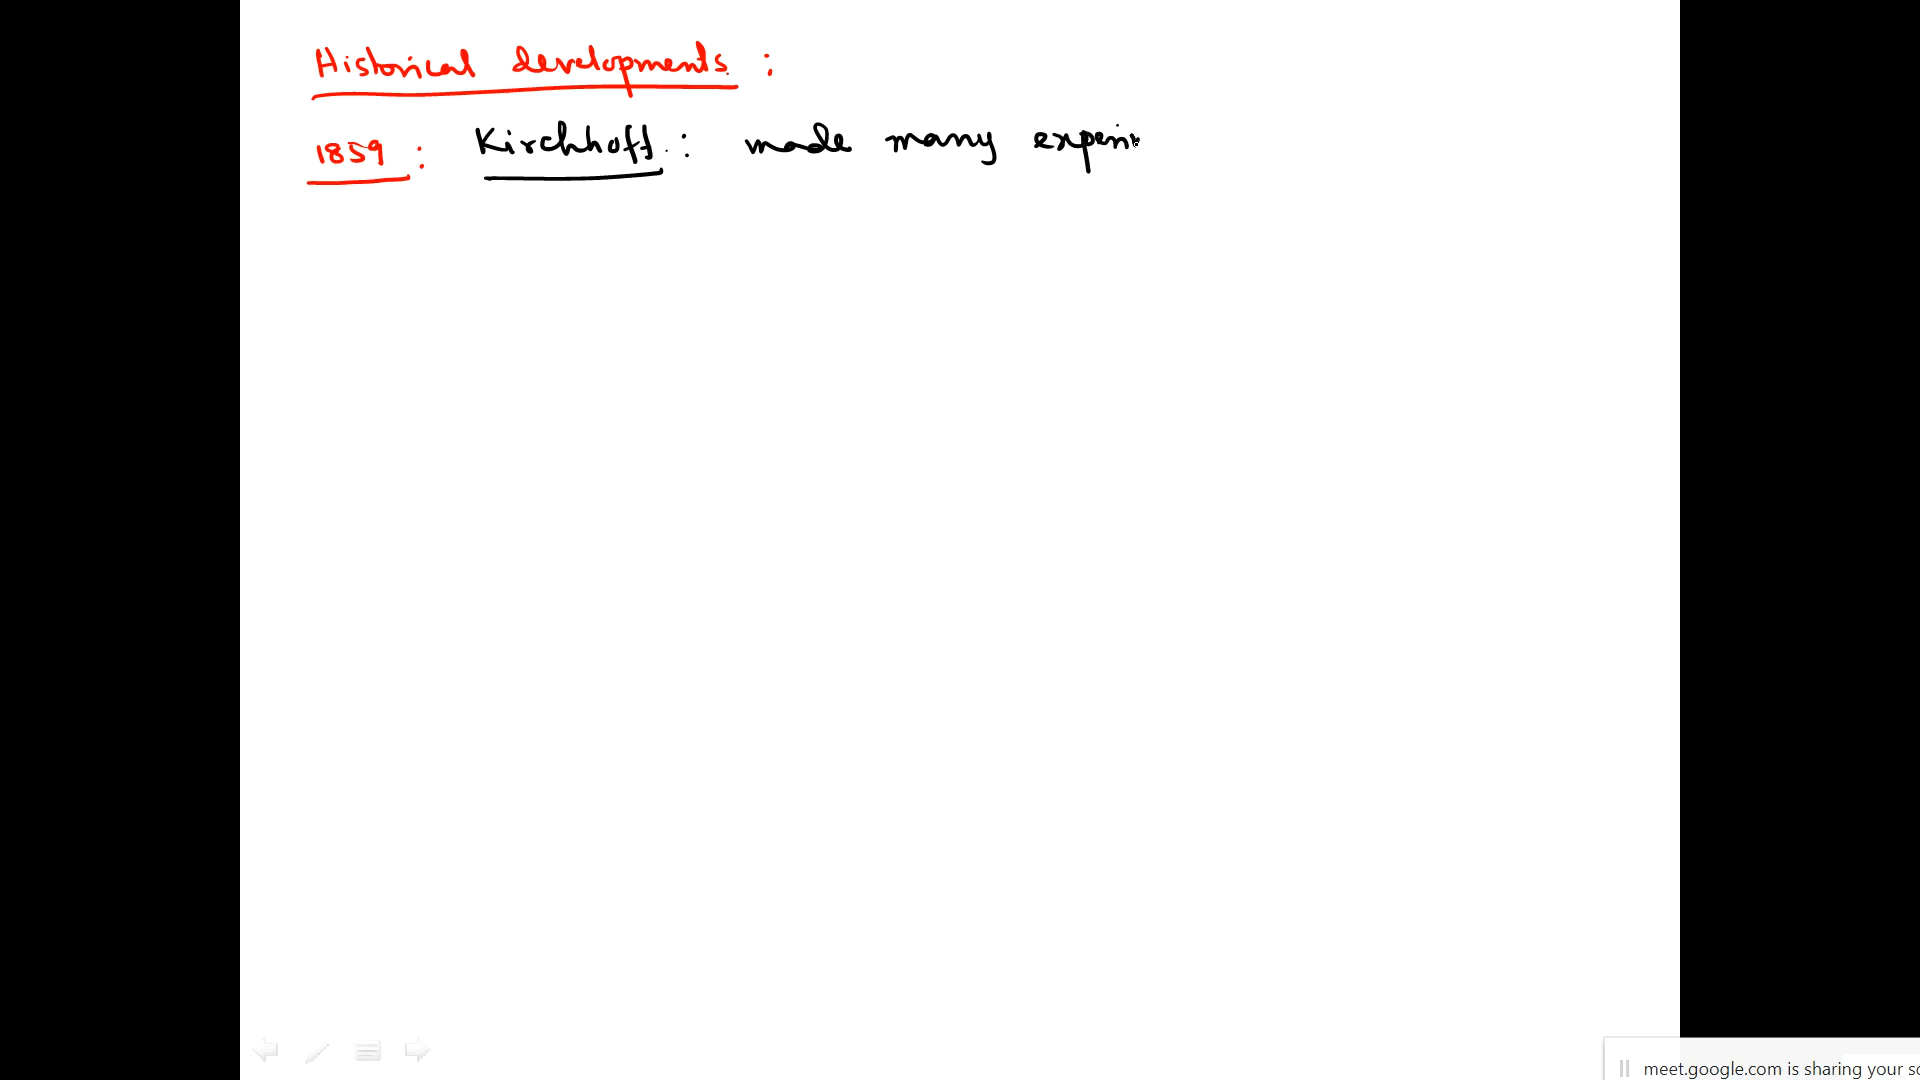 Historical developments :
1859 : Kirchhoff : made many experi
meet.google.com is sharing your sc